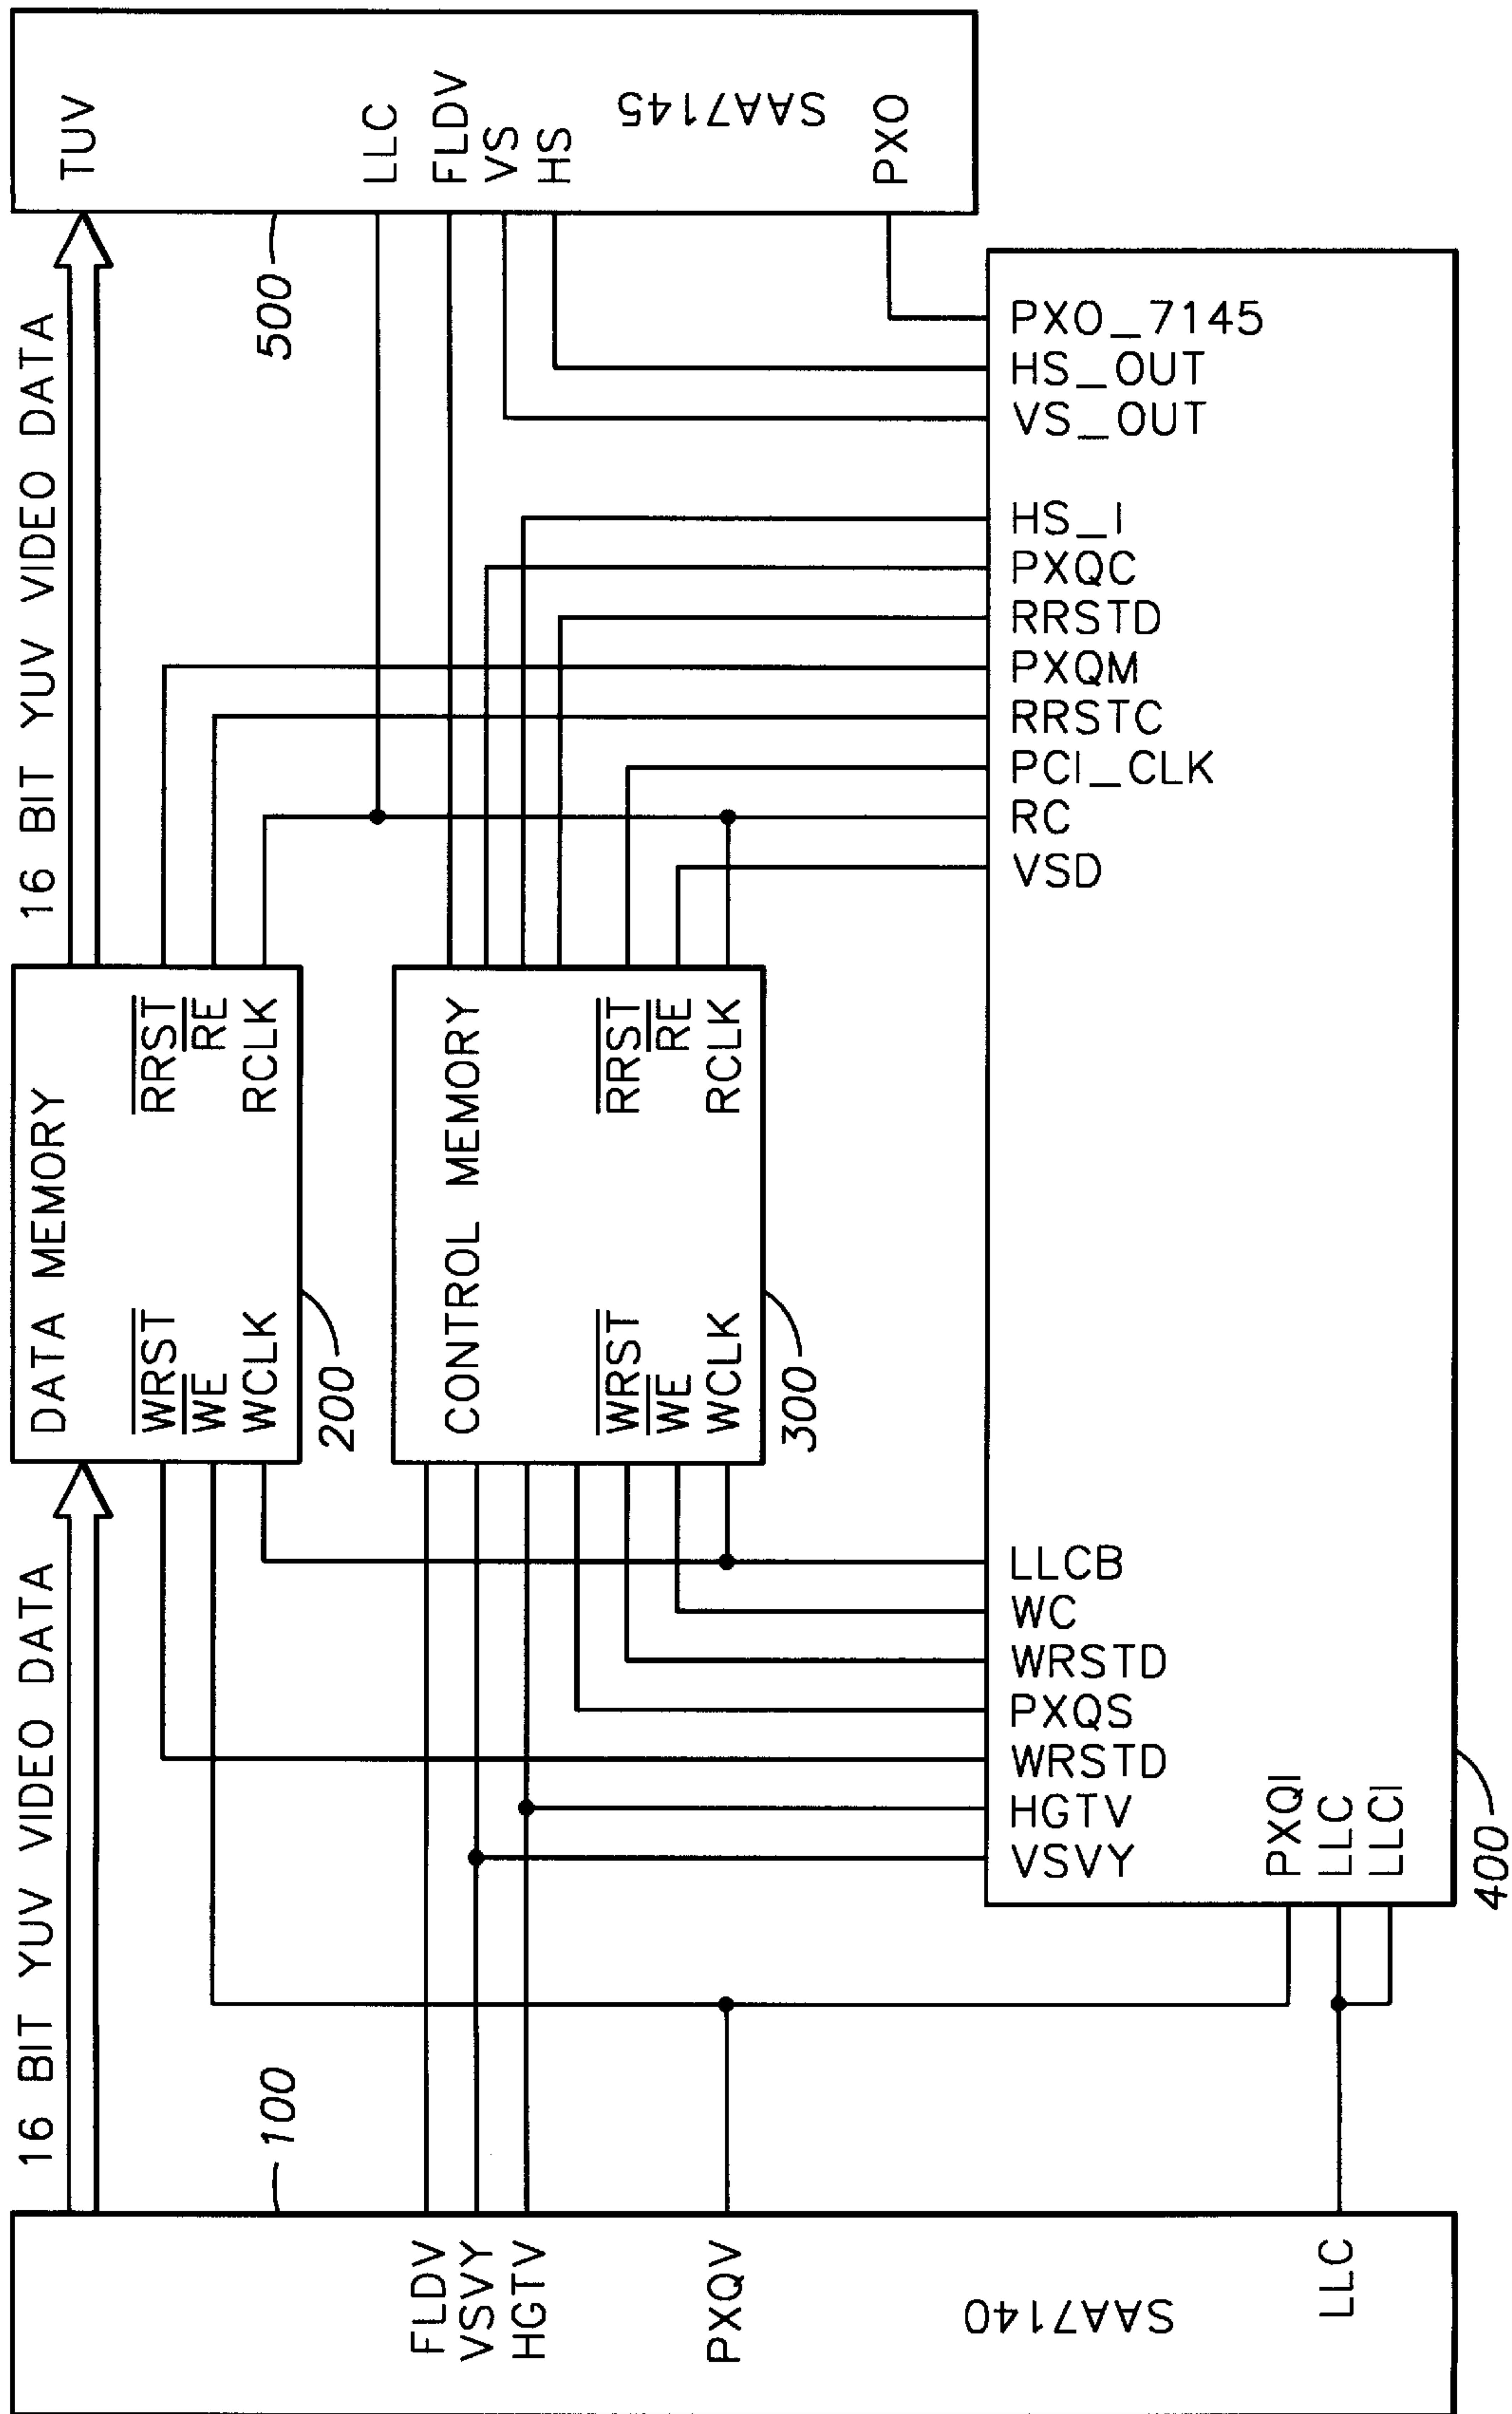 16 BIT YUV VIDEO DATA
16 BIT YUV VIDEO DATA
100
FLDV
VSVY
HGTV
PXQV
SAA7140
LLC
DATA MEMORY
WRST
WE
WCLK
RRST
RE
RCLK
200
CONTROL MEMORY
WRST
WE
WCLK
RRST
RE
RCLK
300
TUV
500
LLC
FLDV
VS
HS
SAA7145
PXO
VSVY
HGTV
WRSTD
PXQS
WRSTD
WC
LLCB
VSD
RC
PCI_CLK
RRSTC
PXQM
RRSTD
PXQC
HS_I
VS_OUT
HS_OUT
PXO_7145
PXQI
LLC
LLCI
400